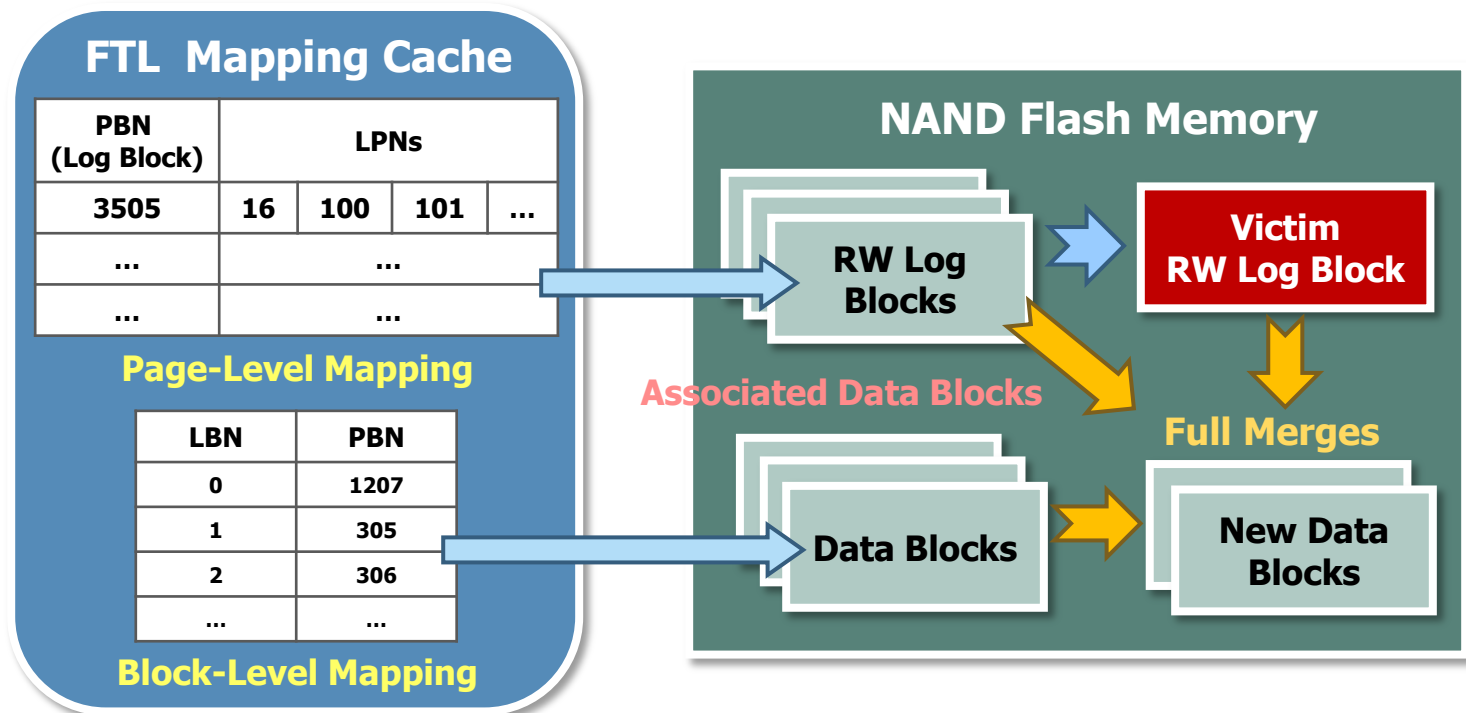 FTL Mapping Cache
PBN
(Log Block)
LPNs
3505 16 100 101 ...
... ...
... ...
Page-Level Mapping
LBN PBN
0 1207
1 305
2 306
... ...
Block-Level Mapping
NAND Flash Memory
RW Log
Blocks
Victim
RW Log Block
Associated Data Blocks
Full Merges
Data Blocks
New Data
Blocks